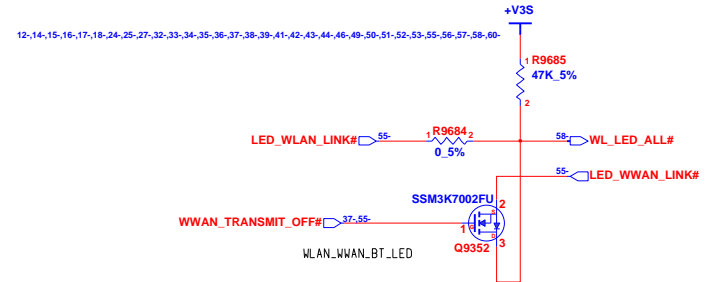 +V3S
12-,14-,15-,16-,17-,18-,24-,25-,27-,32-,33-,34-,35-,36-,37-,38-,39-,41-,42-,43-,44-,46-,49-,50-,51-,52-,53-,55-,56-,57-,58-,60-
1 R9685
47K_5%
2
LED_WLAN_LINK# 55- 1 R9684 2 58- WL_LED_ALL#
0_5%
55- LED_WWAN_LINK#
SSM3K7002FU 2
S
WWAN_TRANSMIT_OFF# 37-,55- 1 G
D
Q9352 3
WLAN_WWAN_BT_LED